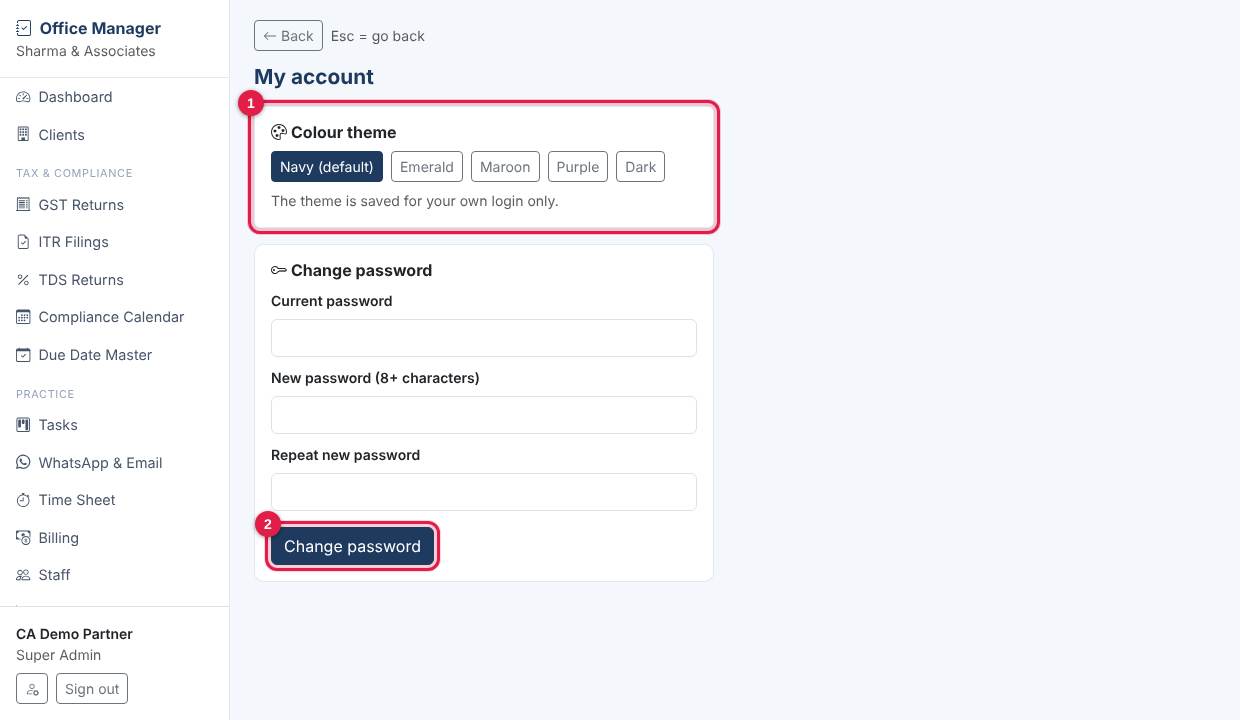 Office Manager
Sharma & Associates
Dashboard
Clients
TAX & COMPLIANCE
GST Returns
ITR Filings
TDS Returns
Compliance Calendar
Due Date Master
PRACTICE
Tasks
WhatsApp & Email
Time Sheet
Billing
Staff
CA Demo Partner
Super Admin
Sign out
← Back Esc = go back
My account
1
Colour theme
Navy (default) Emerald Maroon Purple Dark
The theme is saved for your own login only.
Change password
Current password
New password (8+ characters)
Repeat new password
2
Change password